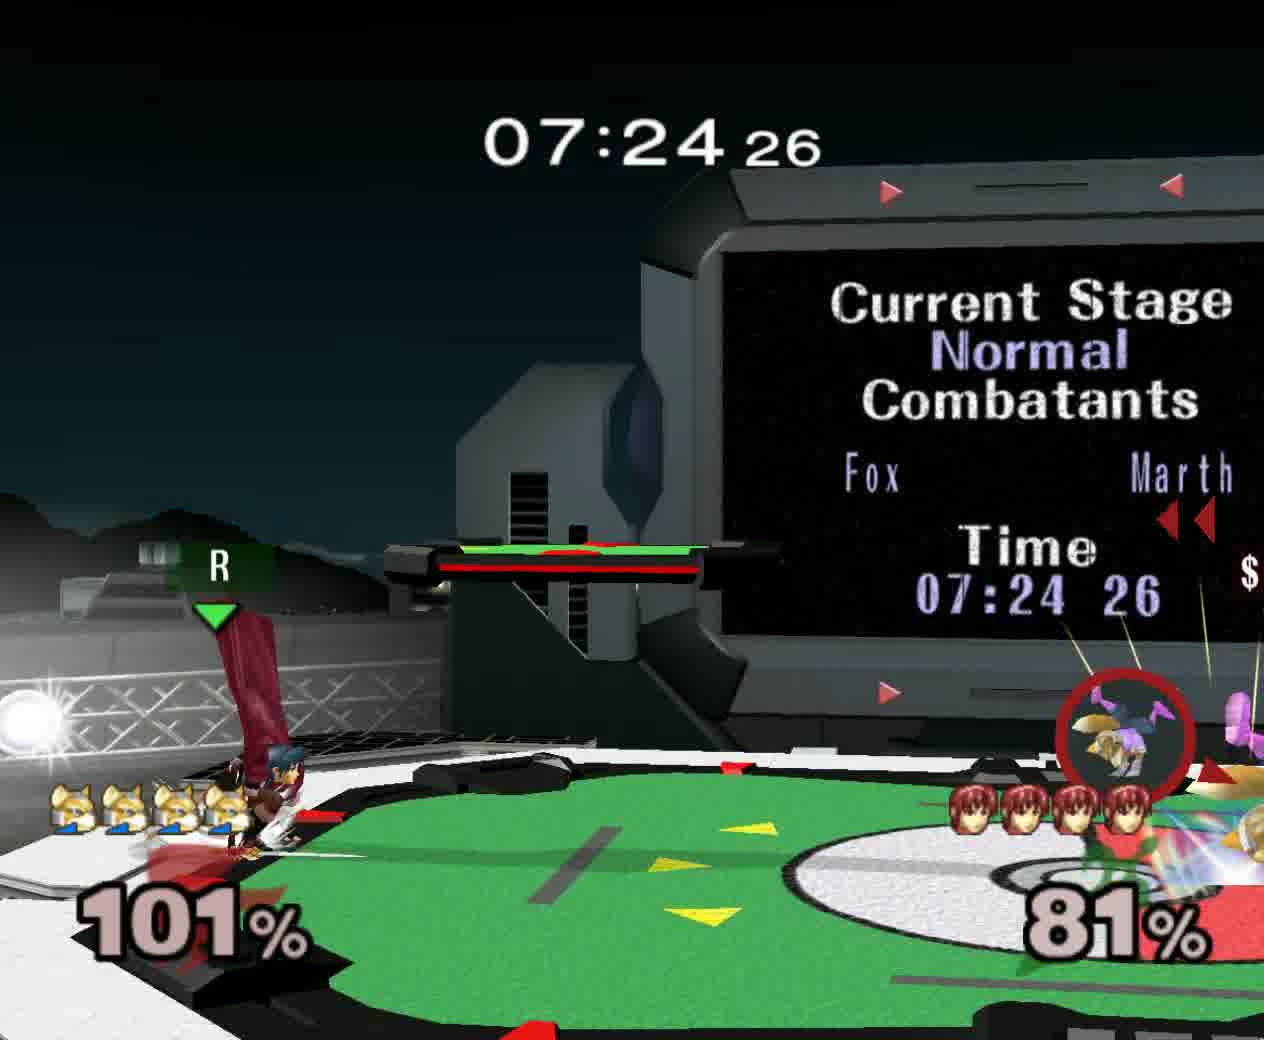 07:24 26
Current Stage
Normal
Combatants
Fox Marth
Time
07:24 26
R
$
101%
81%